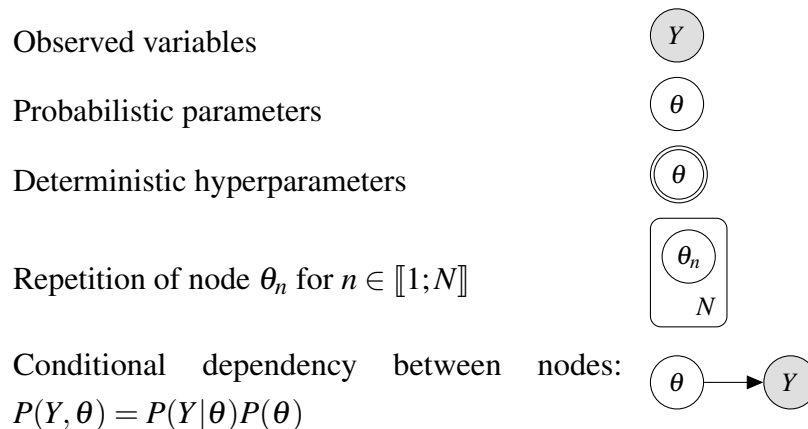 Observed variables Y
Probabilistic parameters θ
Deterministic hyperparameters θ
Repetition of node θₙ for n ∈ ⟦1;N⟧ θₙ
N
Conditional dependency between nodes: θ Y
P(Y,θ) = P(Y|θ)P(θ)